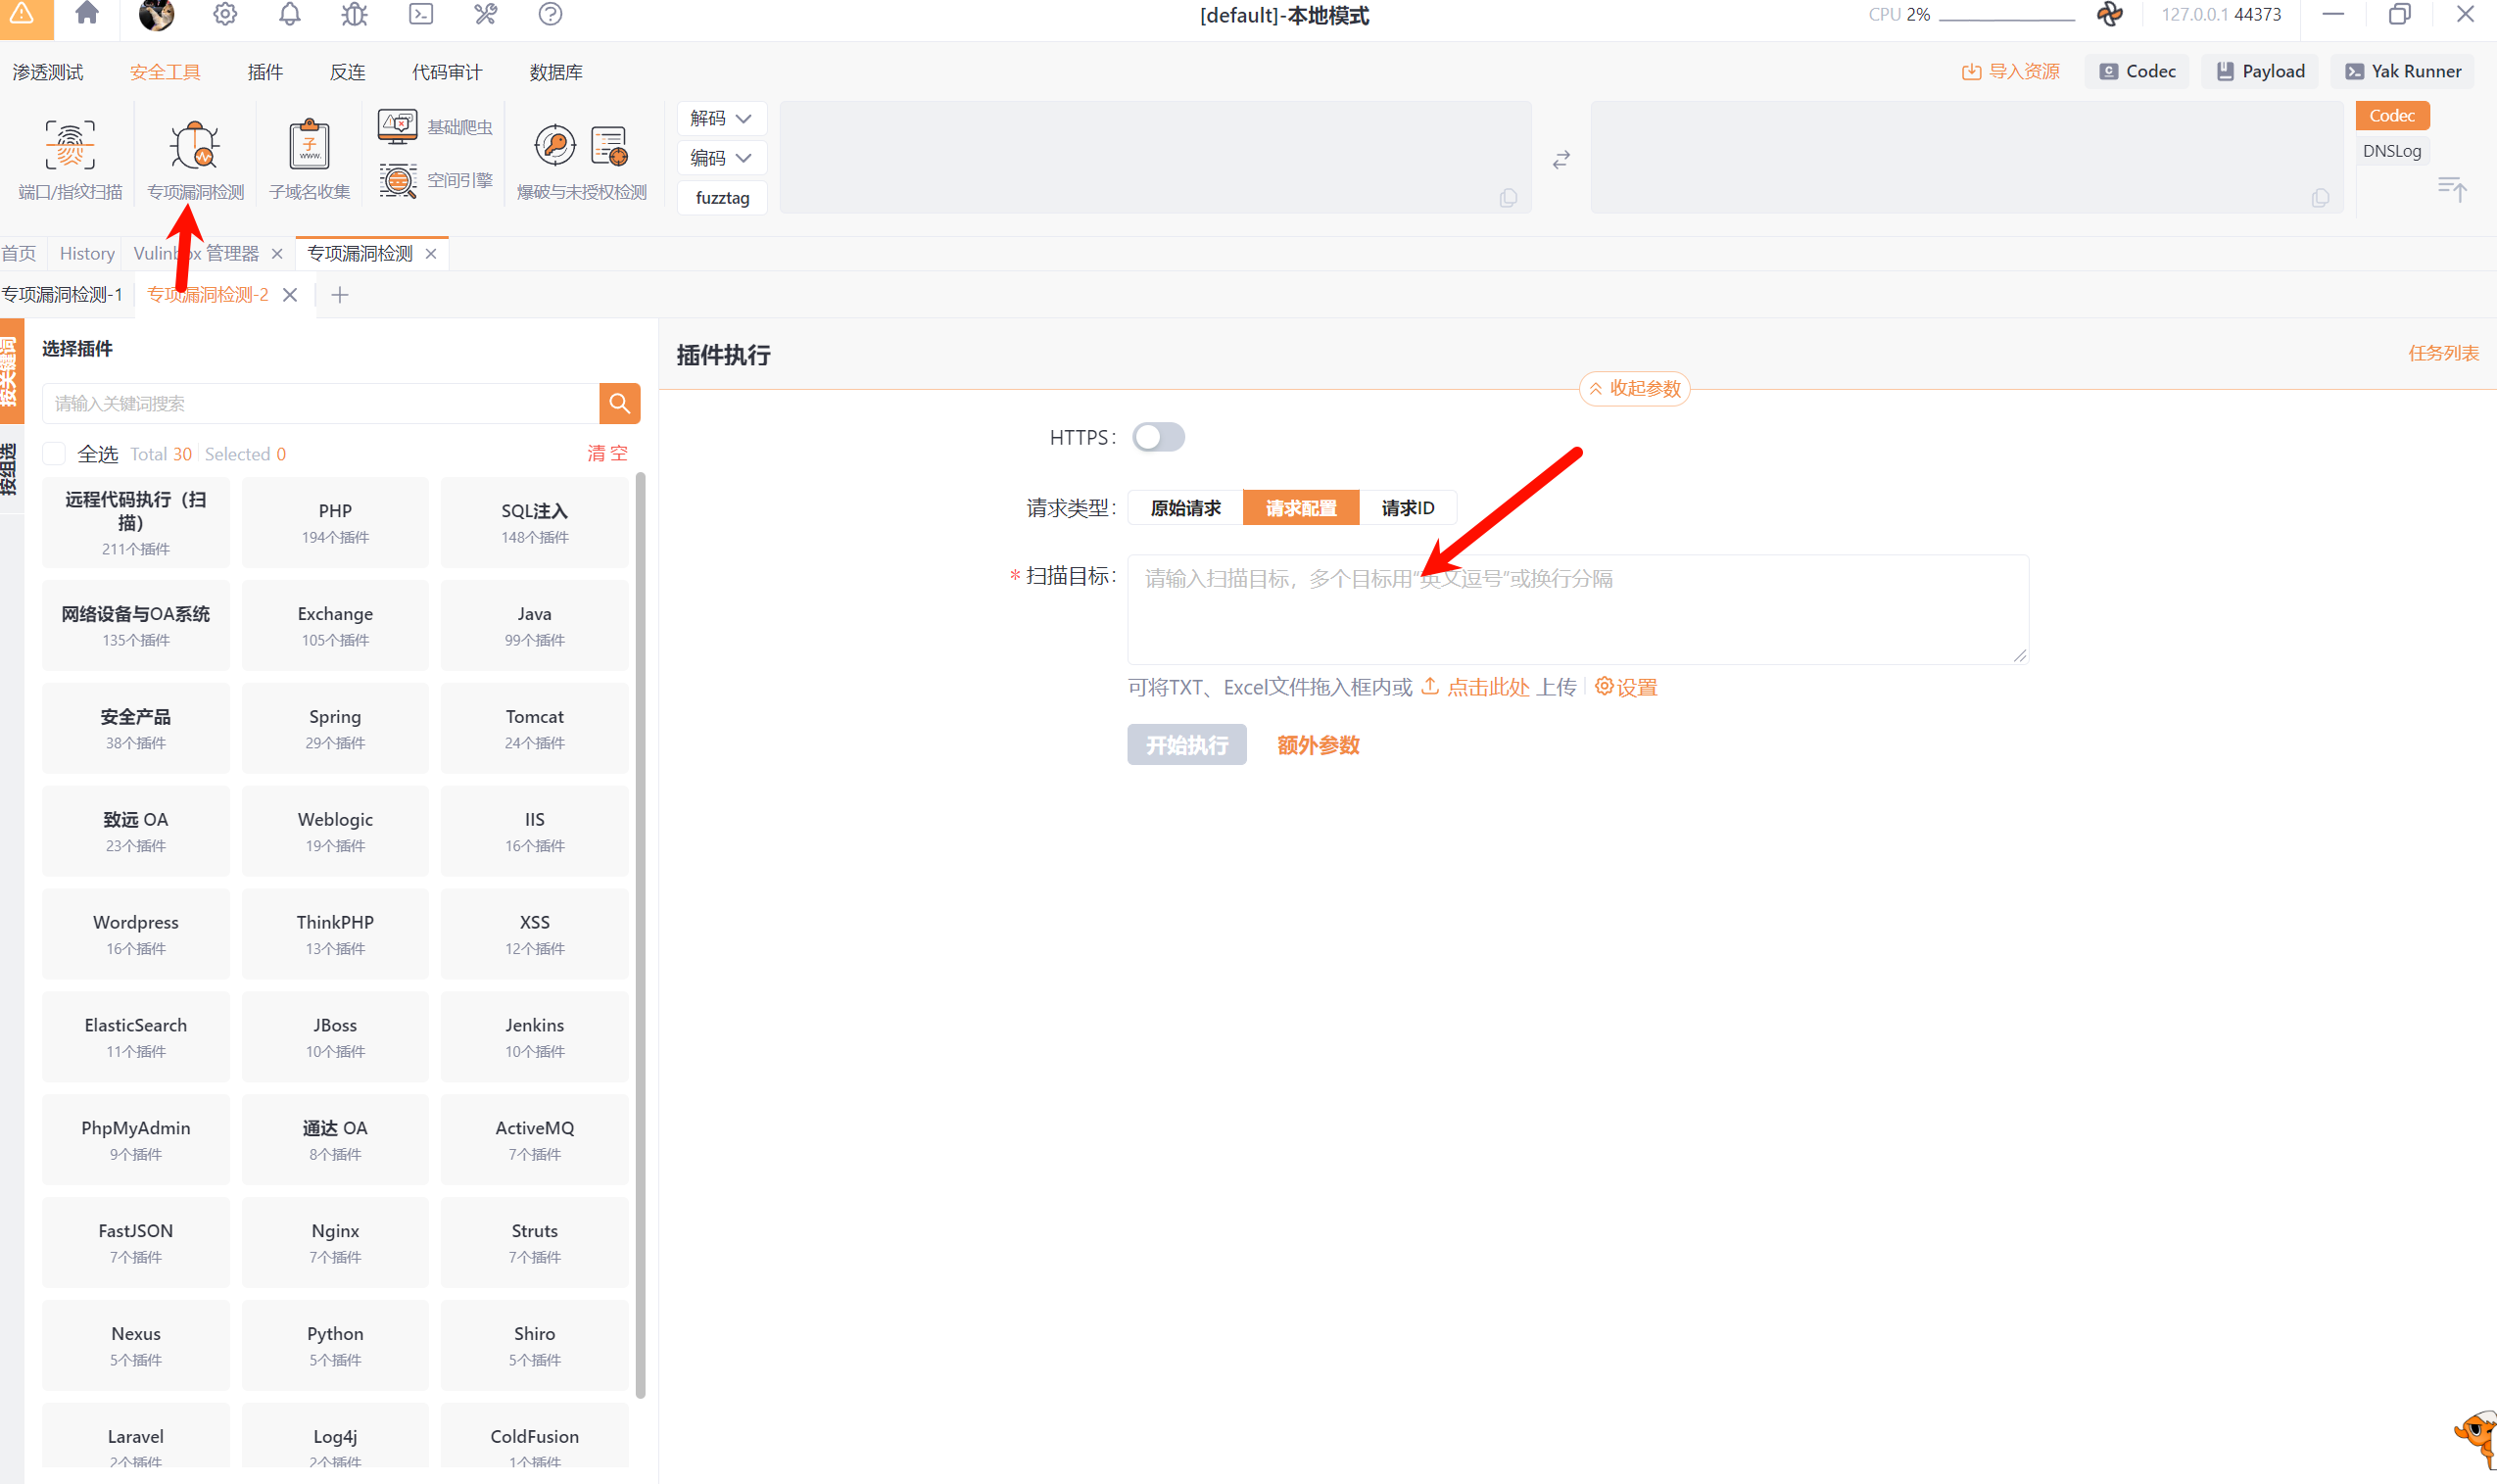 [default]-本地模式
CPU 2%
127.0.0.1 44373
渗透测试 安全工具 插件 反连 代码审计 数据库
导入资源 Codec Payload Yak Runner
端口/指纹扫描
专项漏洞检测
子
www.
子域名收集
基础爬虫
空间引擎
爆破与未授权检测
解码
编码
fuzztag
Codec
DNSLog
首页 History Vulinbox 管理器 专项漏洞检测
专项漏洞检测-1 专项漏洞检测-2
按关键词
按组选
选择插件
请输入关键词搜索
全选 Total 30 Selected 0 清 空
远程代码执行（扫描）
211个插件
PHP
194个插件
SQL注入
148个插件
网络设备与OA系统
135个插件
Exchange
105个插件
Java
99个插件
安全产品
38个插件
Spring
29个插件
Tomcat
24个插件
致远 OA
23个插件
Weblogic
19个插件
IIS
16个插件
Wordpress
16个插件
ThinkPHP
13个插件
XSS
12个插件
ElasticSearch
11个插件
JBoss
10个插件
Jenkins
10个插件
PhpMyAdmin
9个插件
通达 OA
8个插件
ActiveMQ
7个插件
FastJSON
7个插件
Nginx
7个插件
Struts
7个插件
Nexus
5个插件
Python
5个插件
Shiro
5个插件
Laravel
2个插件
Log4j
2个插件
ColdFusion
1个插件
插件执行
任务列表
收起参数
HTTPS:
请求类型: 原始请求 请求配置 请求ID
* 扫描目标: 请输入扫描目标，多个目标用“英文逗号”或换行分隔
可将TXT、Excel文件拖入框内或 点击此处 上传 设置
开始执行 额外参数